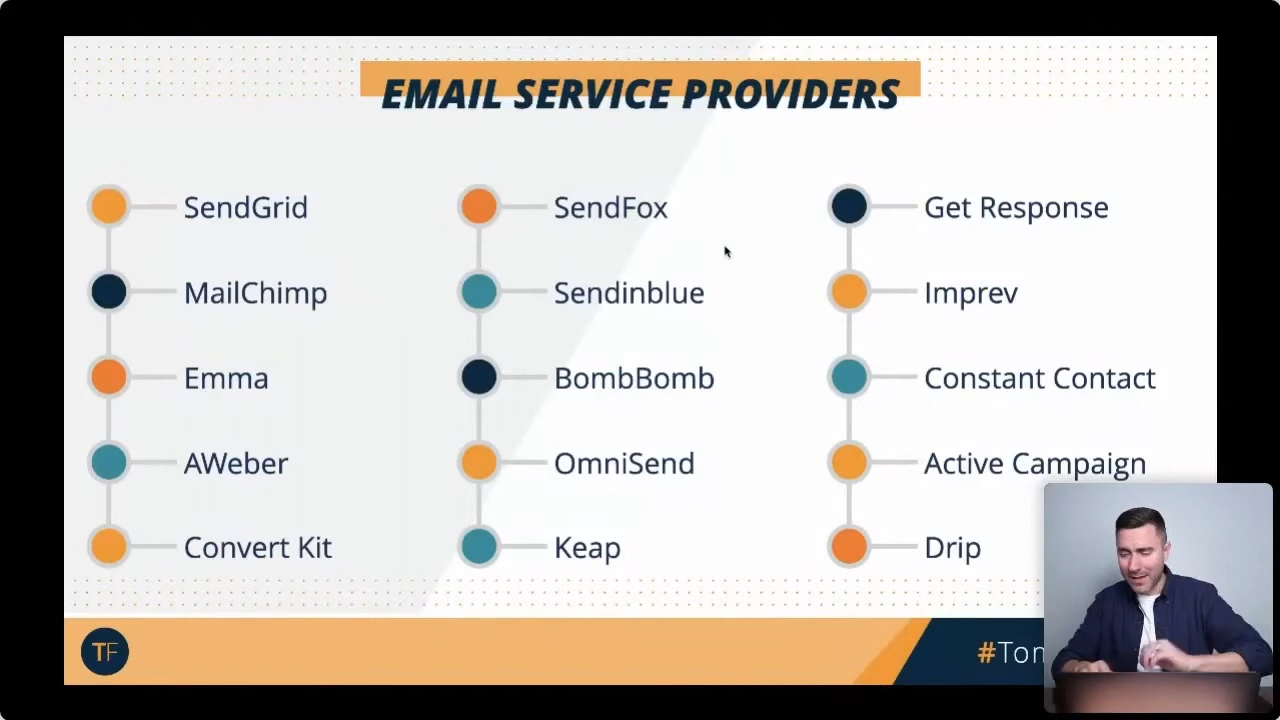 EMAIL SERVICE PROVIDERS
SendGrid
MailChimp
Emma
AWeber
Convert Kit
SendFox
Sendinblue
BombBomb
OmniSend
Keap
Get Response
Imprev
Constant Contact
Active Campaign
Drip
TF